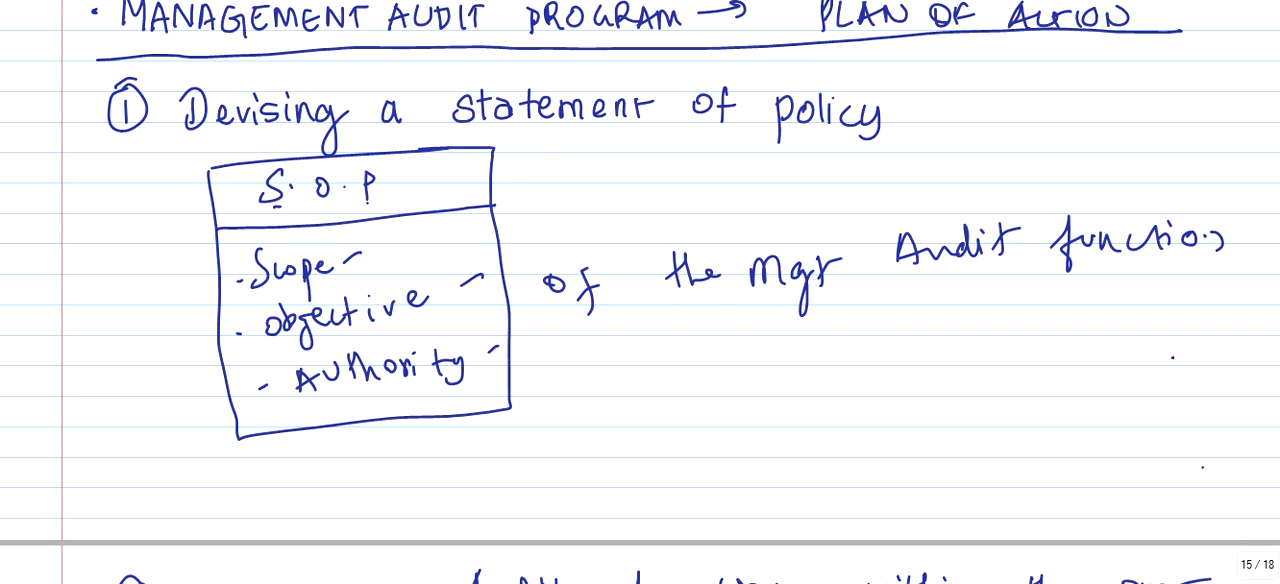 • MANAGEMENT AUDIT PROGRAM → PLAN OF ACTION
① Devising a statement of policy
S.O.P
- Scope
- objective
- Authority
of the mgt Audit function
15 / 18